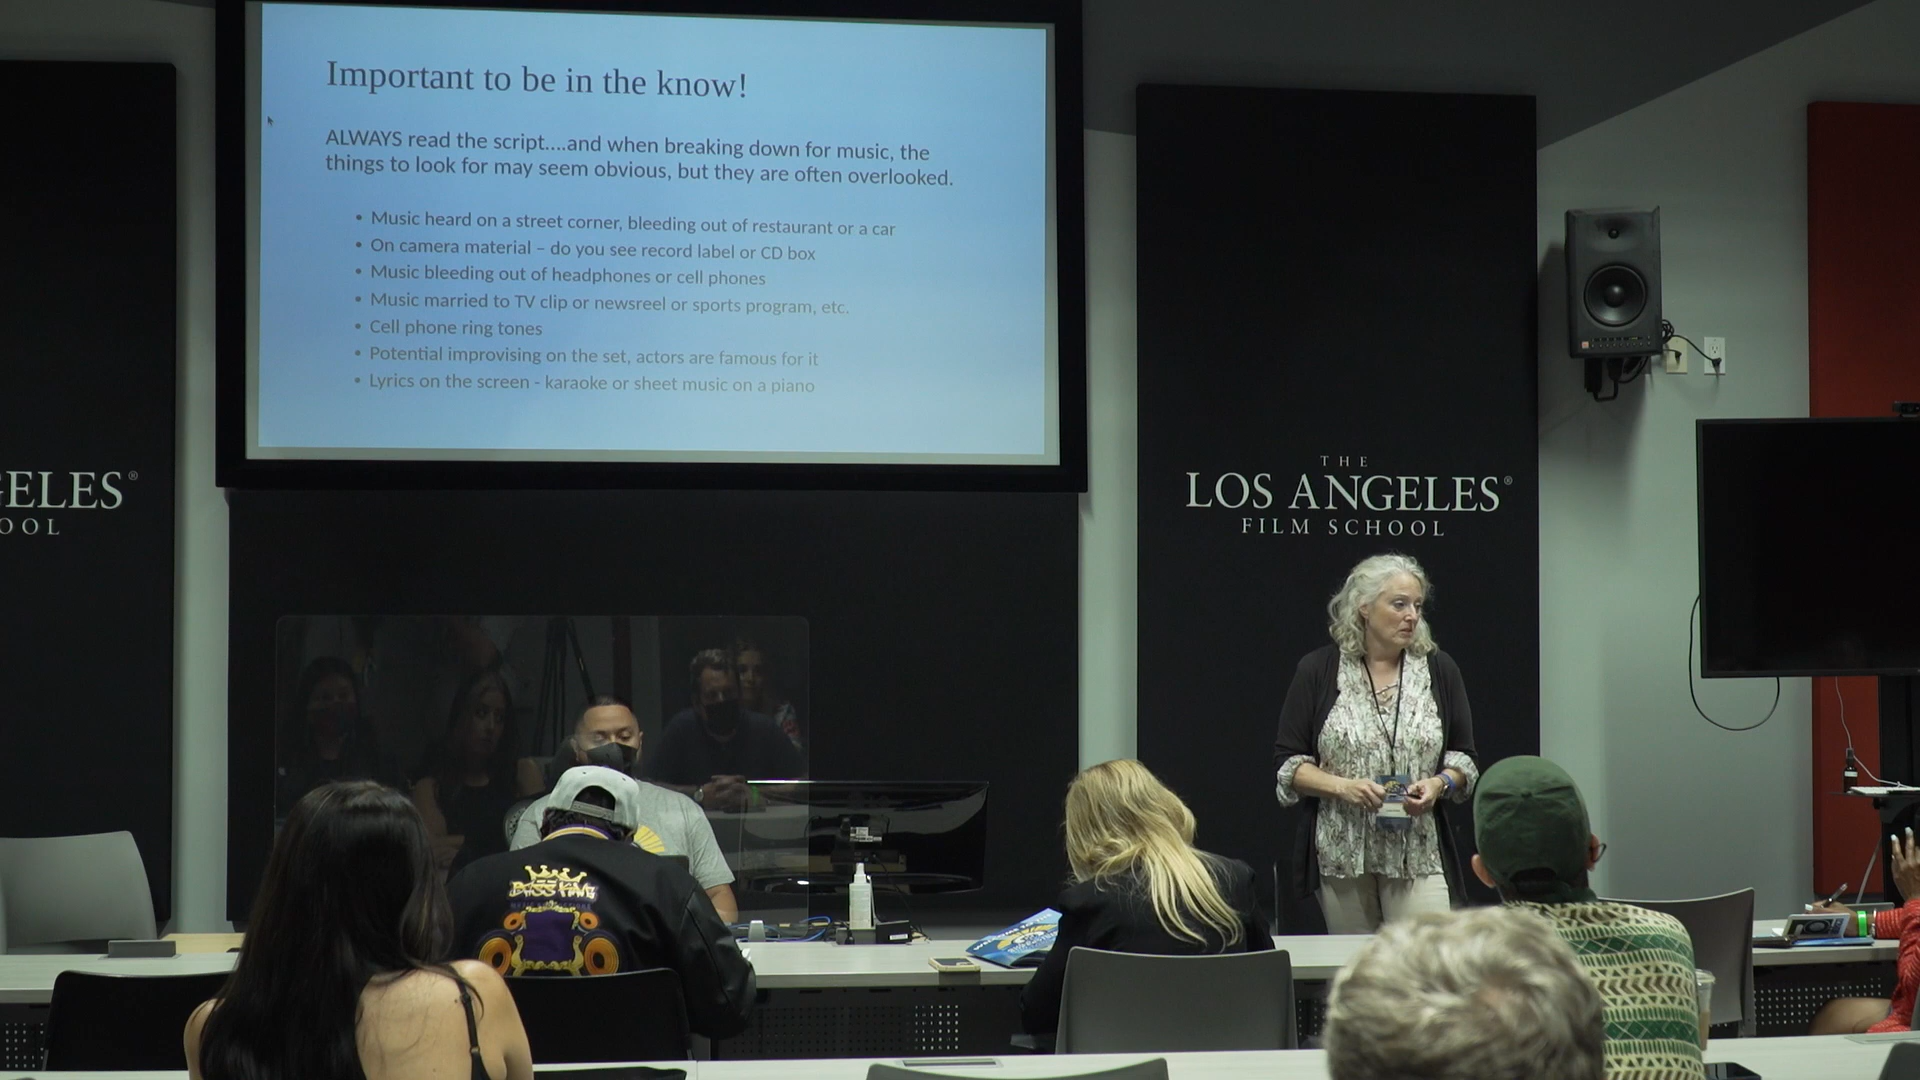 Important to be in the know!
ALWAYS read the script....and when breaking down for music, the
things to look for may seem obvious, but they are often overlooked.
• Music heard on a street corner, bleeding out of restaurant or a car
• On camera material – do you see record label or CD box
• Music bleeding out of headphones or cell phones
• Music married to TV clip or newsreel or sports program, etc.
• Cell phone ring tones
• Potential improvising on the set, actors are famous for it
• Lyrics on the screen - karaoke or sheet music on a piano
GELES®
OOL
THE
LOS ANGELES®
FILM SCHOOL
BASS KING